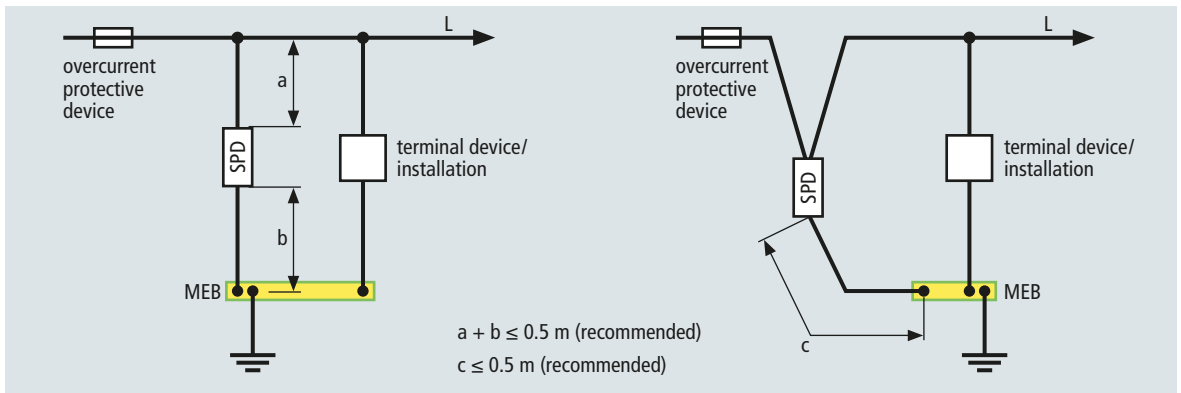 L
overcurrent
protective
device
a
SPD
terminal device/
installation
b
MEB
L
overcurrent
protective
device
SPD
terminal device/
installation
MEB
c
a + b ≤ 0.5 m (recommended)
c ≤ 0.5 m (recommended)